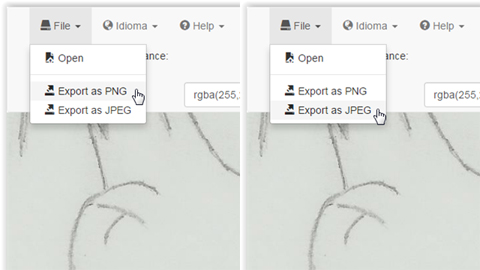 File Idioma Help
Open
ance:
Export as PNG
rgba(255,
Export as JPEG
File Idioma Help
Open
ance:
Export as PNG
rgba(255,
Export as JPEG